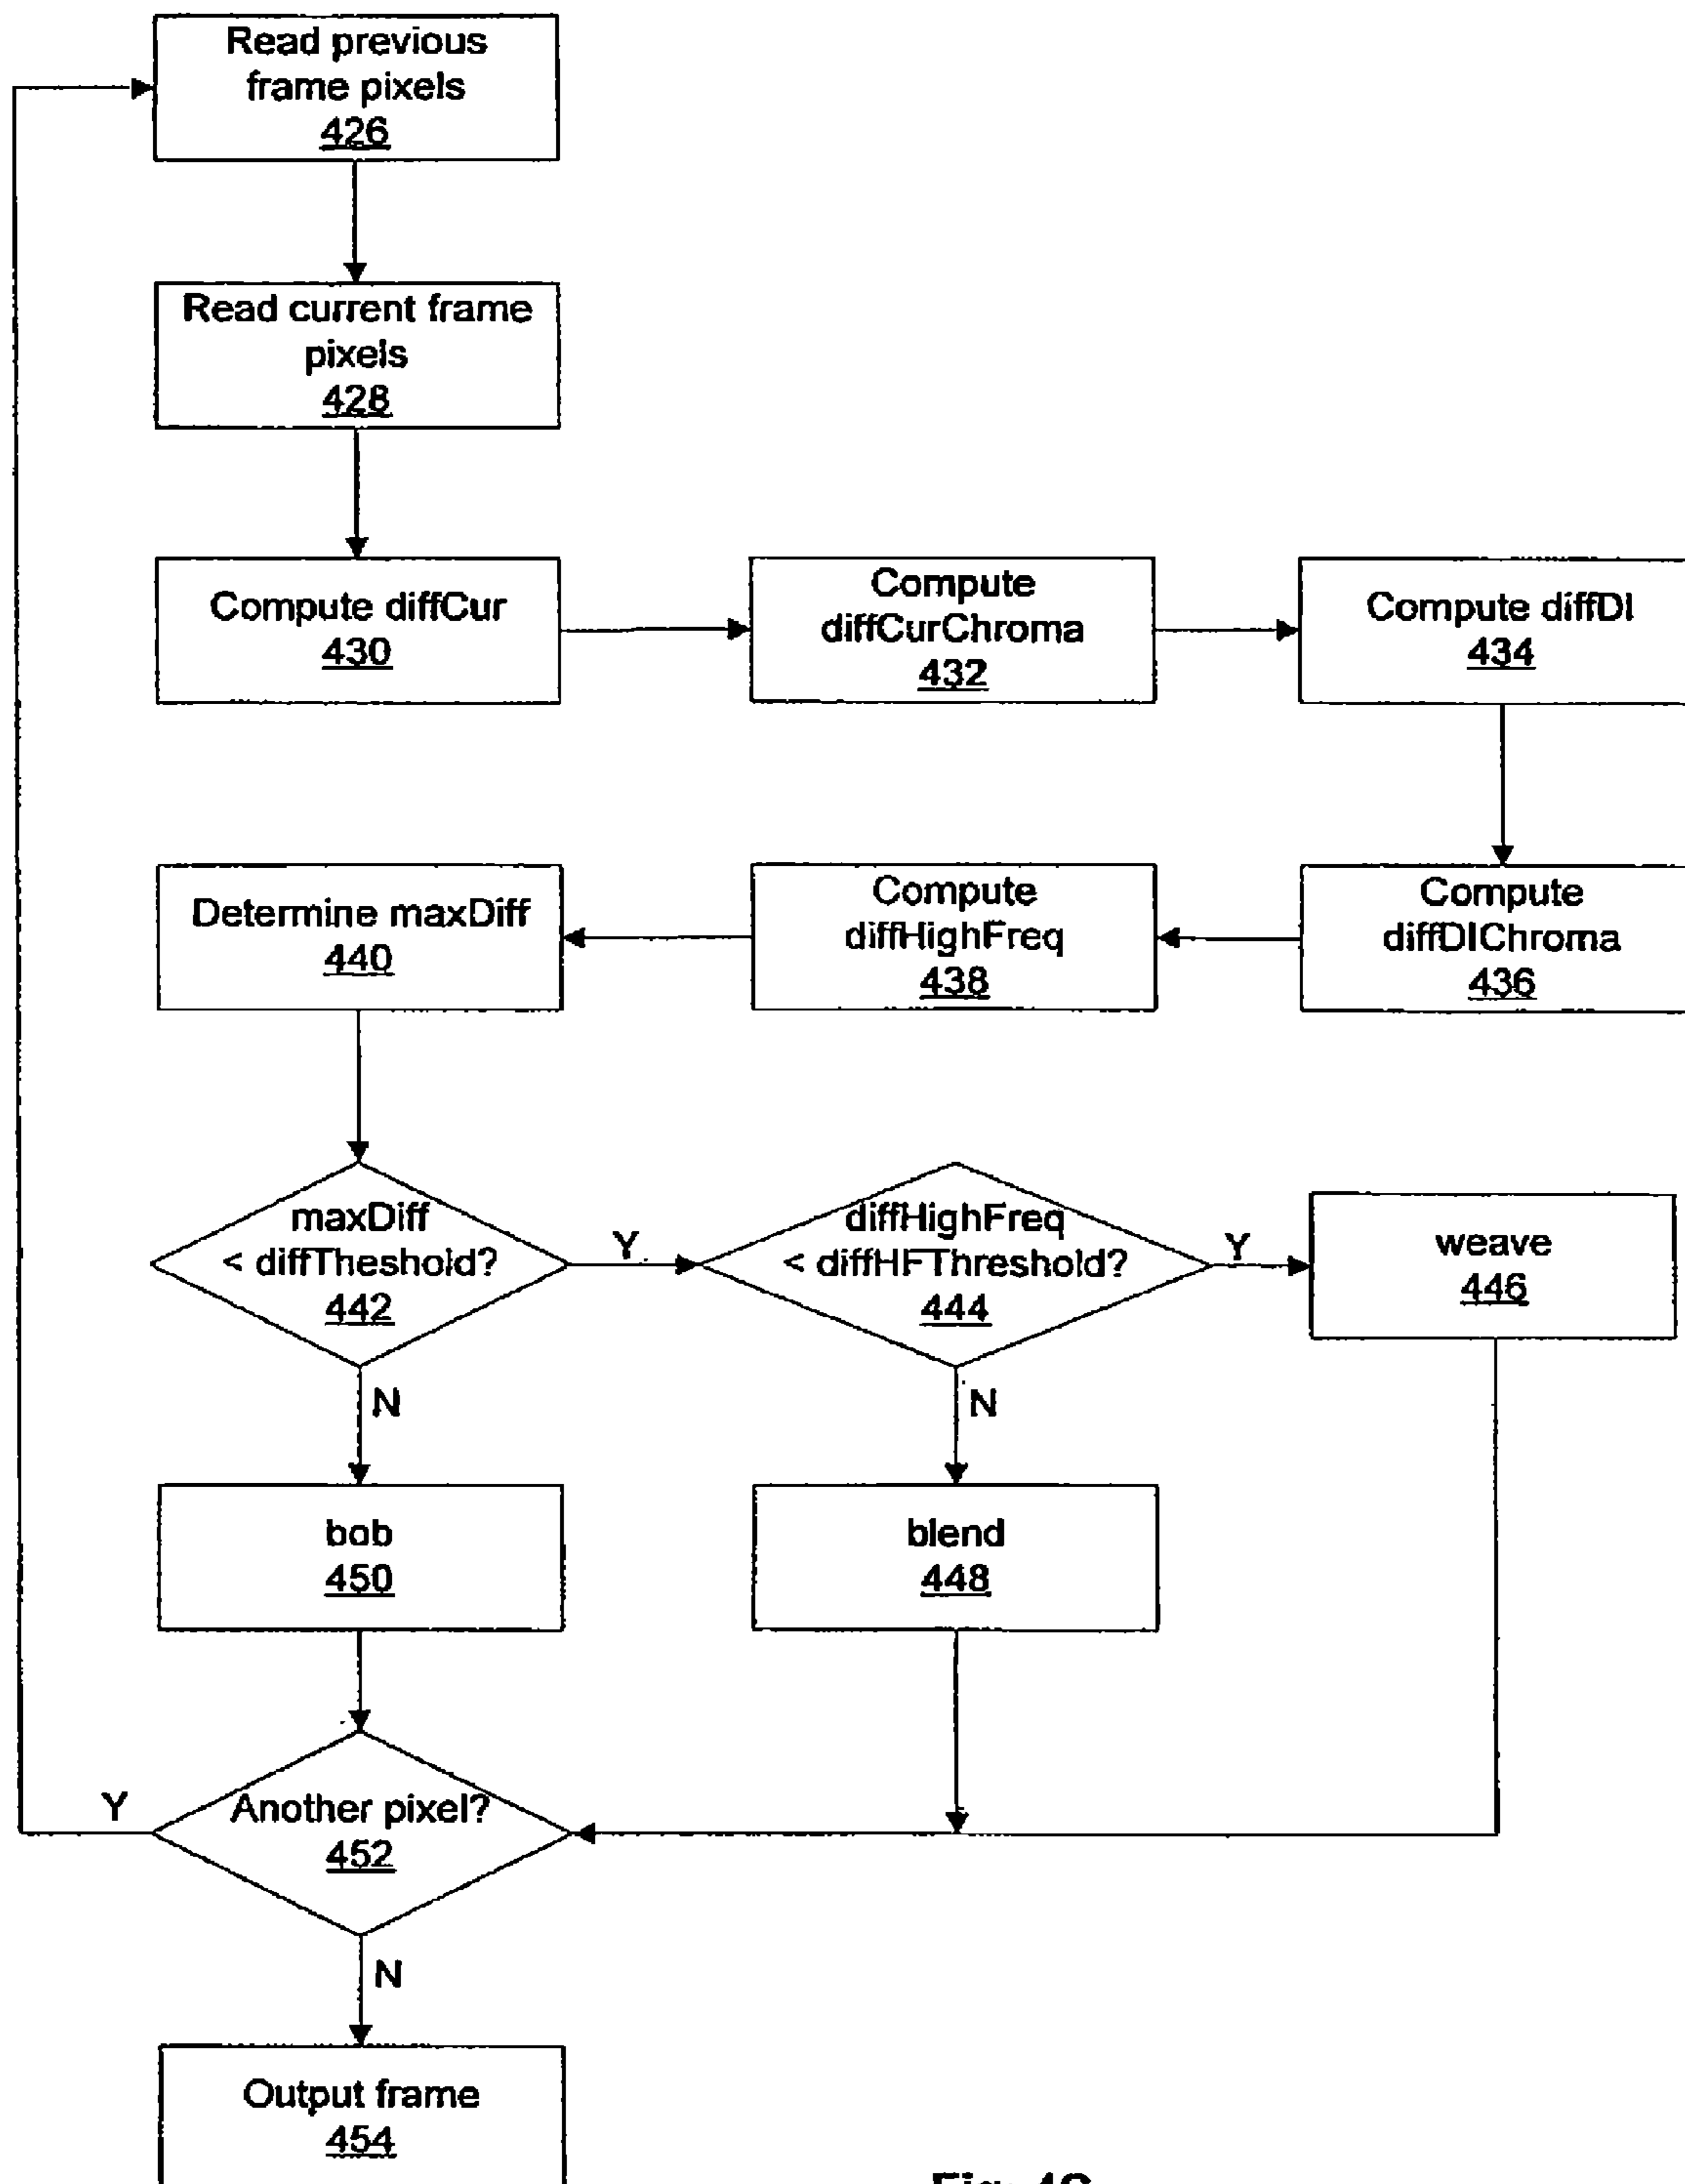 Read previous
frame pixels
426
Read current frame
pixels
428
Compute diffCur
430
Compute
diffCurChroma
432
Compute diffDI
434
Determine maxDiff
440
Compute
diffHighFreq
438
Compute
diffDIChroma
436
maxDiff
< diffTheshold?
442
Y
diffHighFreq
< diffHFThreshold?
444
Y
weave
446
N
N
bob
450
blend
448
Y
Another pixel?
452
N
Output frame
454